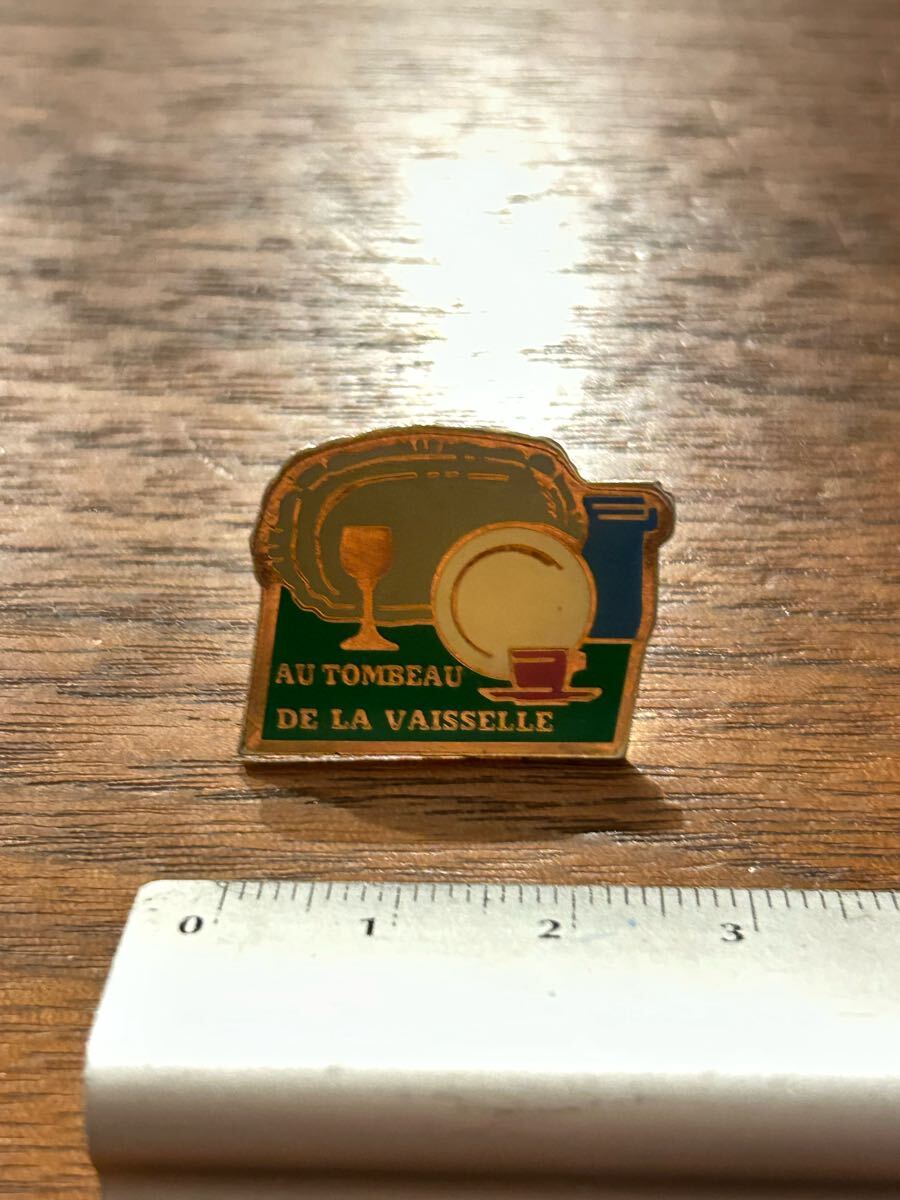 AU TOMBEAU
DE LA VAISSELLE
0 1 2 3